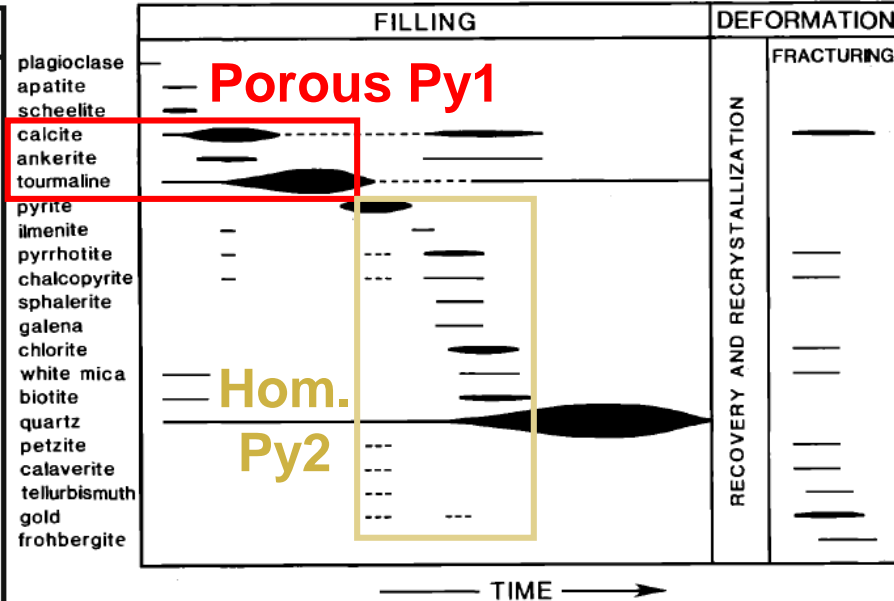 FILLING
DEFORMATION
FRACTURING
plagioclase
apatite
scheelite
calcite
ankerite
tourmaline
pyrite
ilmenite
pyrrhotite
chalcopyrite
sphalerite
galena
chlorite
white mica
biotite
quartz
petzite
calaverite
tellurbismuth
gold
frohbergite
Porous Py1
Hom.
Py2
RECOVERY AND RECRYSTALLIZATION
TIME